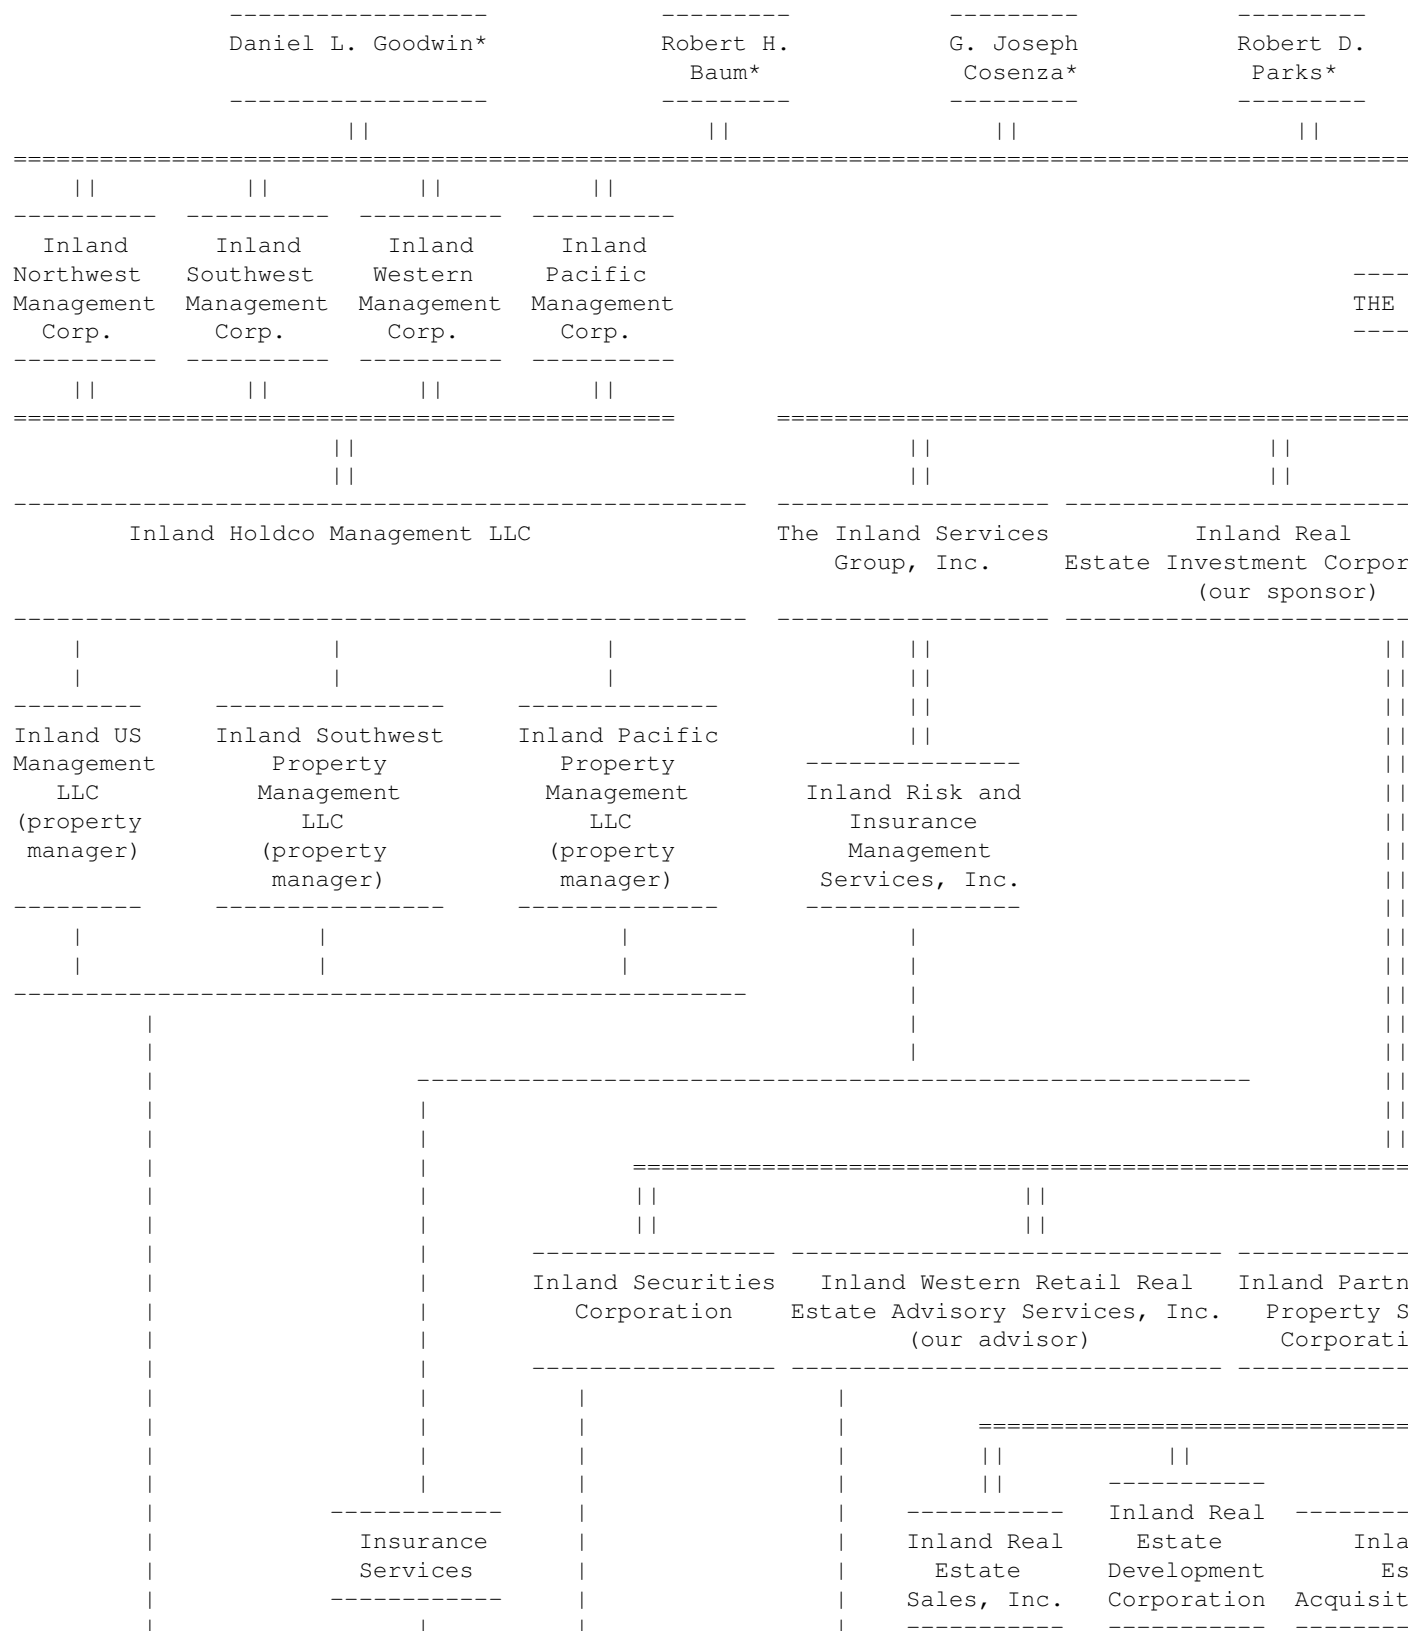 Daniel L. Goodwin* Robert H. G. Joseph Robert D.
Baum* Cosenza* Parks*
Inland Inland Inland Inland
Northwest Southwest Western Pacific
Management Management Management Management THE
Corp. Corp. Corp. Corp.
Inland Holdco Management LLC The Inland Services Inland Real
Group, Inc. Estate Investment Corpor
(our sponsor)
Inland US Inland Southwest Inland Pacific
Management Property Property
LLC Management Management Inland Risk and
(property LLC LLC Insurance
manager) (property (property Management
manager) manager) Services, Inc.
Inland Securities Inland Western Retail Real Inland Partn
Corporation Estate Advisory Services, Inc. Property S
(our advisor) Corporati
Inland Real
Insurance Inland Real Estate Inla
Services Estate Development Es
Sales, Inc. Corporation Acquisit